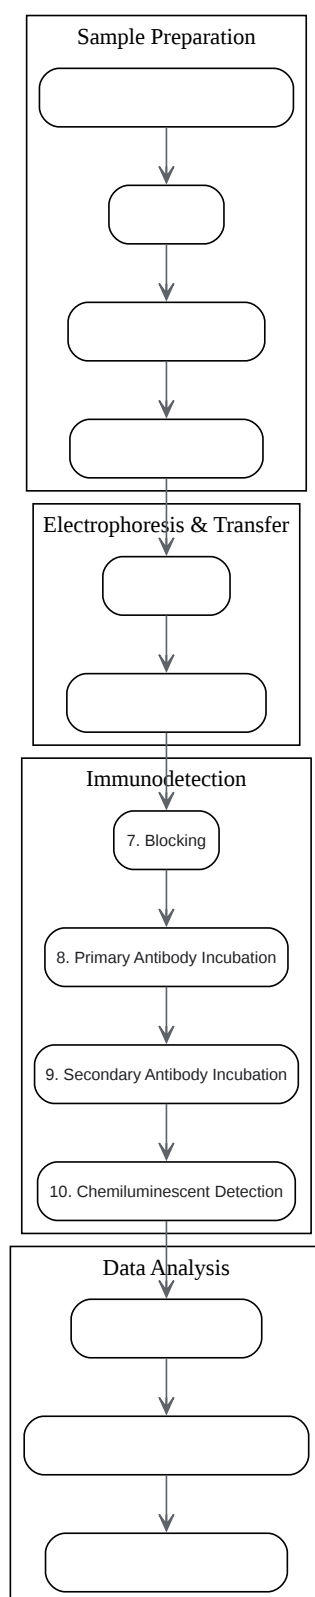 Sample Preparation
Electrophoresis & Transfer
Immunodetection
7. Blocking
8. Primary Antibody Incubation
9. Secondary Antibody Incubation
10. Chemiluminescent Detection
Data Analysis